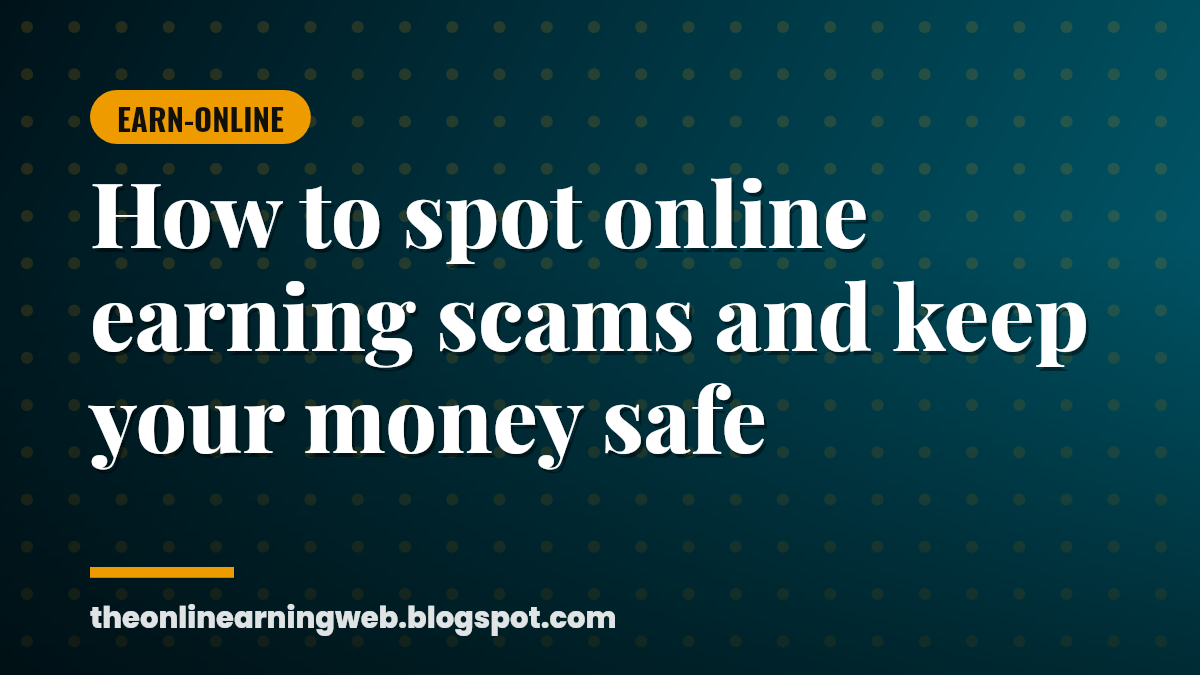 EARN-ONLINE
How to spot online
earning scams and keep
your money safe
theonlinearningweb.blogspot.com